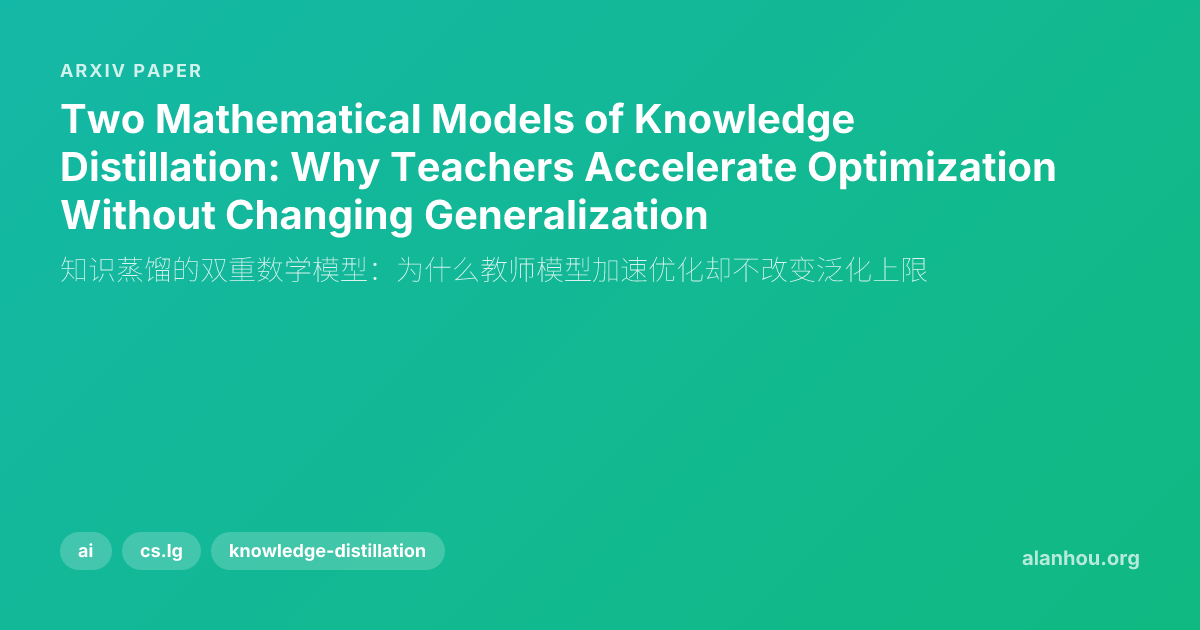 ARXIV PAPER
Two Mathematical Models of Knowledge
Distillation: Why Teachers Accelerate Optimization
Without Changing Generalization
知识蒸馏的双重数学模型：为什么教师模型加速优化却不改变泛化上限
ai
cs.lg
knowledge-distillation
alanhou.org